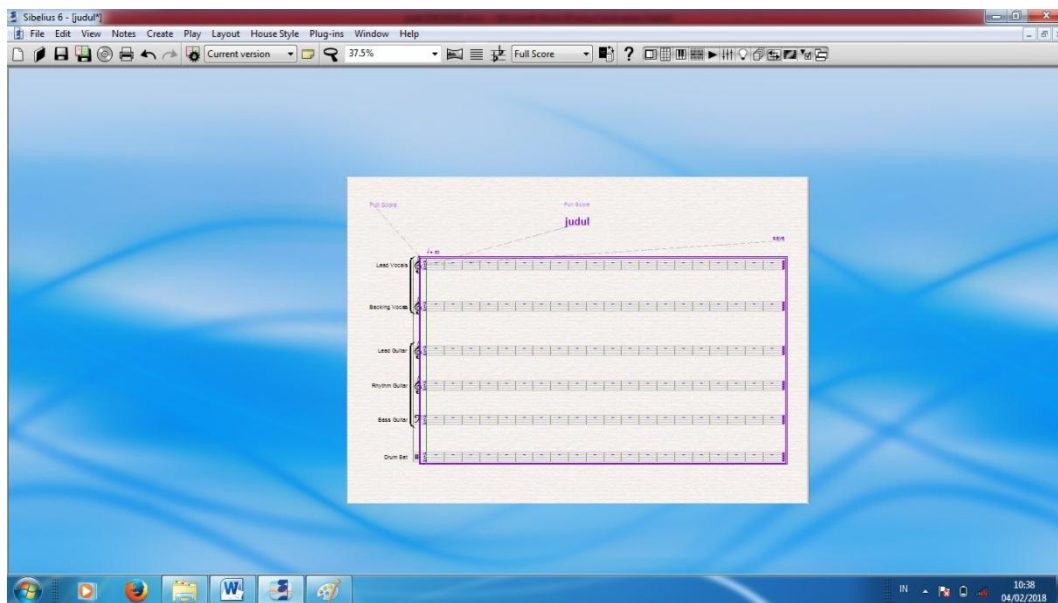 Sibelius 6 - [judul*]
File Edit View Notes Create Play Layout House Style Plug-ins Window Help
Current version 37.5% Full Score ?
Full Score Full Score
judul
Lead Vocals
Backing Vocals
Lead Guitar
Rhythm Guitar
Bass Guitar
Drum Set
W
IN 10:38
04/02/2018